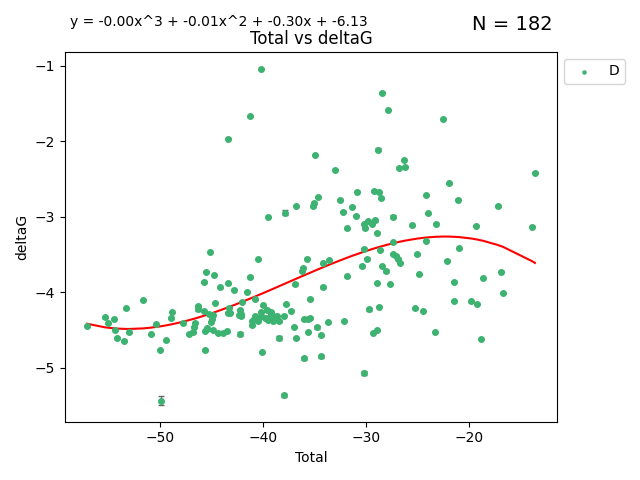 y = -0.00x^3 + -0.01x^2 + -0.30x + -6.13
N = 182
Total vs deltaG
D
−1
−2
−3
−4
−5
deltaG
−50
−40
−30
−20
Total